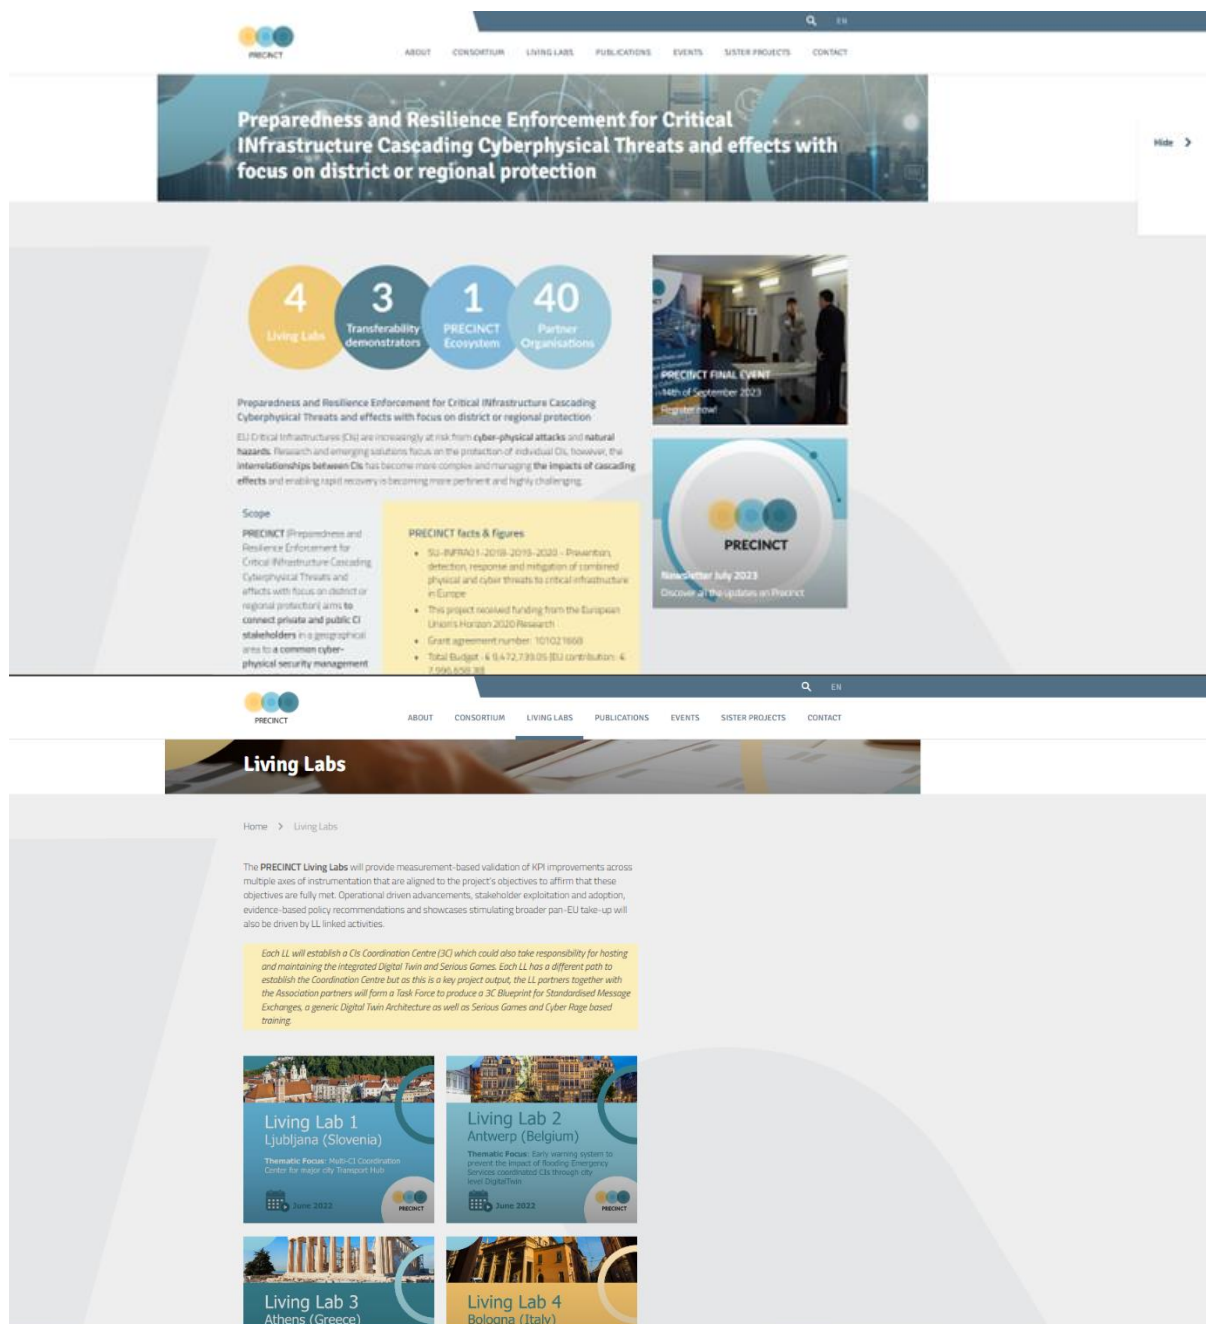 EN
PRECINCT
ABOUT CONSORTIUM LIVING LABS PUBLICATIONS EVENTS SISTER PROJECTS CONTACT
Preparedness and Resilience Enforcement for Critical
INfrastructure Cascading Cyberphysical Threats and effects with
focus on district or regional protection
Hide
4
Living Labs
3
Transferability
demonstrators
1
PRECINCT
Ecosystem
40
Partner
Organisations
PRECINCT FINAL EVENT
14th of September 2023
Register now!
Preparedness and Resilience Enforcement for Critical INfrastructure Cascading
Cyberphysical Threats and effects with focus on district or regional protection
EU Critical Infrastructures (CIs) are increasingly at risk from cyber-physical attacks and natural
hazards. Research and emerging solutions focus on the protection of individual CIs, however, the
interrelationships between CIs has become more complex and managing the impacts of cascading
effects and enabling rapid recovery is becoming more pertinent and highly challenging.
Scope
PRECINCT (Preparedness and
Resilience Enforcement for
Critical INfrastructure Cascading
Cyberphysical Threats and
effects with focus on district or
regional protection) aims to
connect private and public CI
stakeholders in a geographical
area to a common cyber-
physical security management
PRECINCT facts & figures
SU-INFRA01-2018-2019-2020 - Prevention,
detection, response and mitigation of combined
physical and cyber threats to critical infrastructure
in Europe
This project received funding from the European
Union's Horizon 2020 Research
Grant agreement number: 101021668
Total Budget - € 9,472,739.05 (EU contribution: €
7,996,658.38)
PRECINCT
Newsletter July 2023
Discover all the updates on Precinct
EN
PRECINCT
ABOUT CONSORTIUM LIVING LABS PUBLICATIONS EVENTS SISTER PROJECTS CONTACT
Living Labs
Home > Living Labs
The PRECINCT Living Labs will provide measurement-based validation of KPI improvements across
multiple axes of instrumentation that are aligned to the project's objectives to affirm that these
objectives are fully met. Operational driven advancements, stakeholder exploitation and adoption,
evidence-based policy recommendations and showcases stimulating broader pan-EU take-up will
also be driven by LL linked activities.
Each LL will establish a CIs Coordination Centre (3C) which could also take responsibility for hosting
and maintaining the integrated Digital Twin and Serious Games. Each LL has a different path to
establish the Coordination Centre but as this is a key project output, the LL partners together with
the Association partners will form a Task Force to produce a 3C Blueprint for Standardised Message
Exchanges, a generic Digital Twin Architecture as well as Serious Games and Cyber Rage based
training.
Living Lab 1
Ljubljana (Slovenia)
Thematic Focus: Multi-CI Coordination
Center for major city Transport Hub
June 2022
PRECINCT
Living Lab 2
Antwerp (Belgium)
Thematic Focus: Early warning system to
prevent the impact of flooding Emergency
Services coordinated CIs through city
level DigitalTwin
June 2022
PRECINCT
Living Lab 3
Athens (Greece)
Living Lab 4
Bologna (Italy)